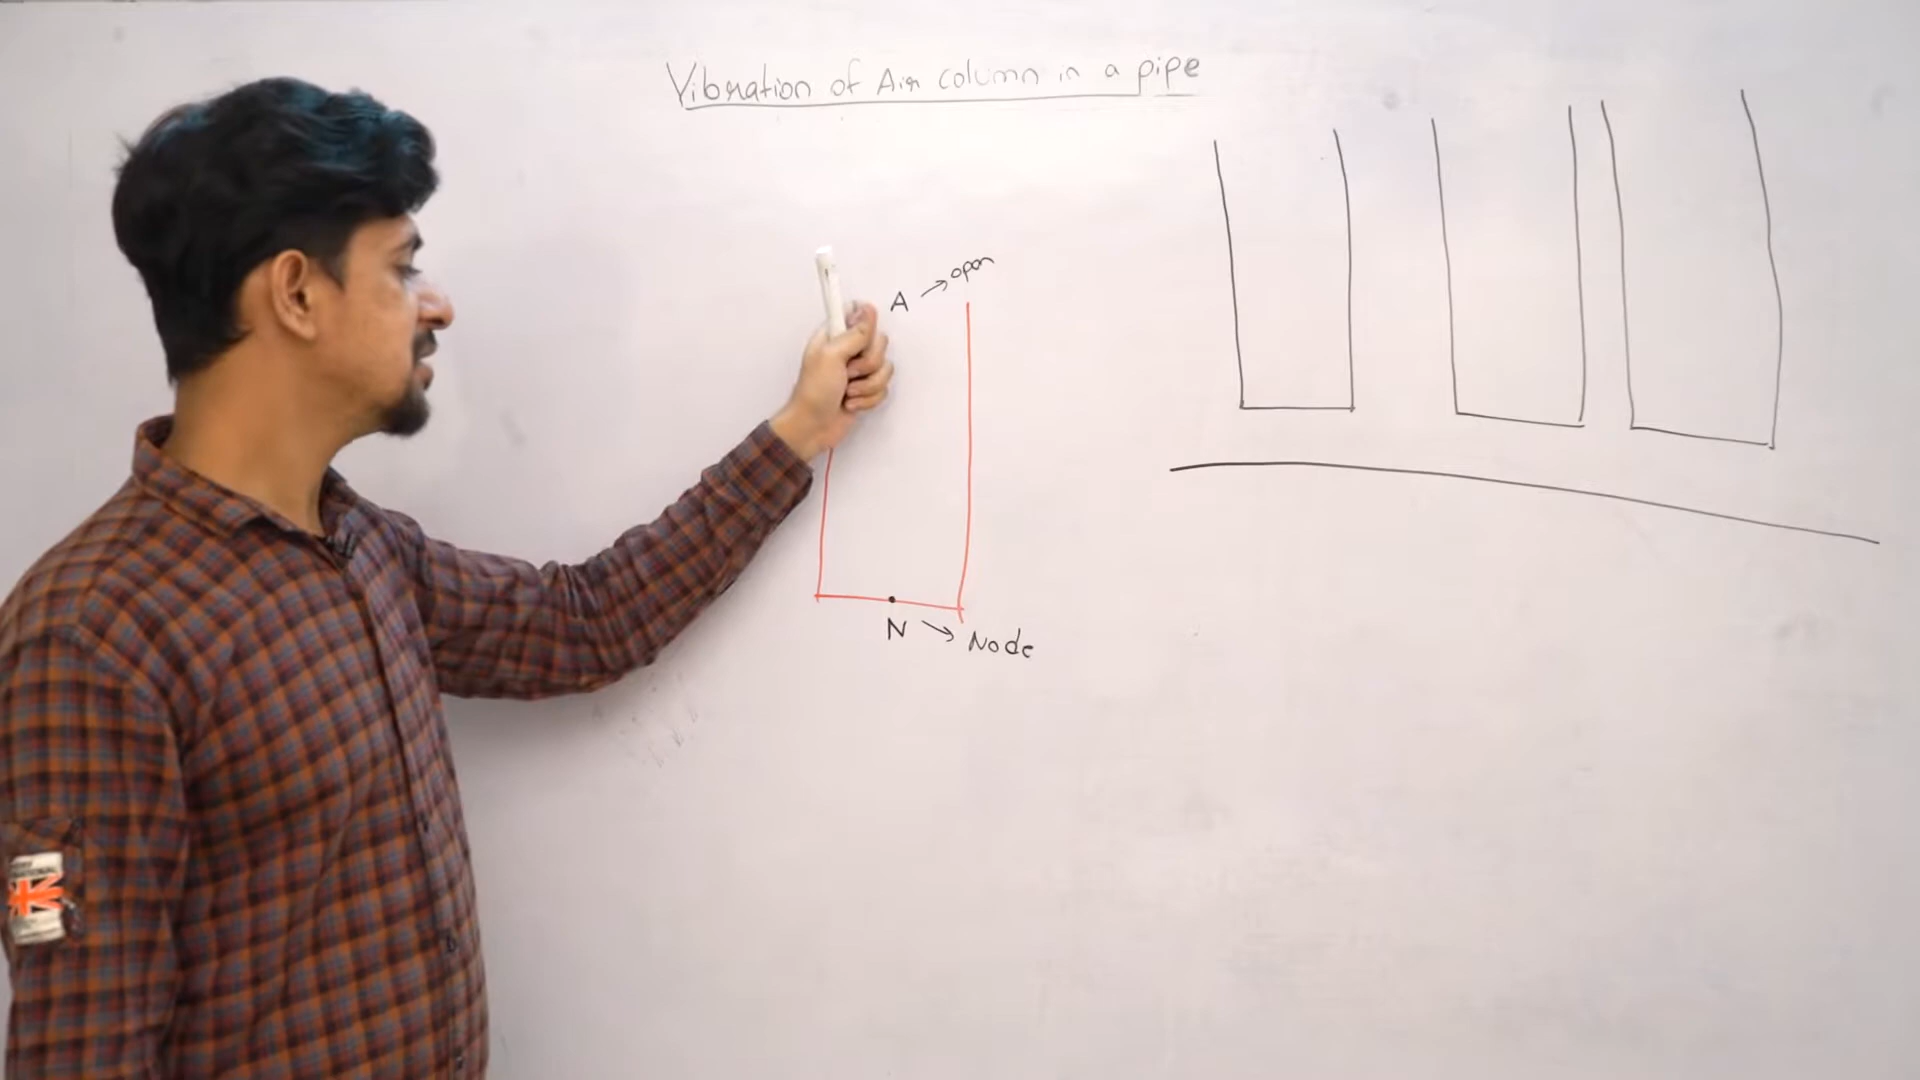 Vibration of Air column in a pipe
A → open
N → Node